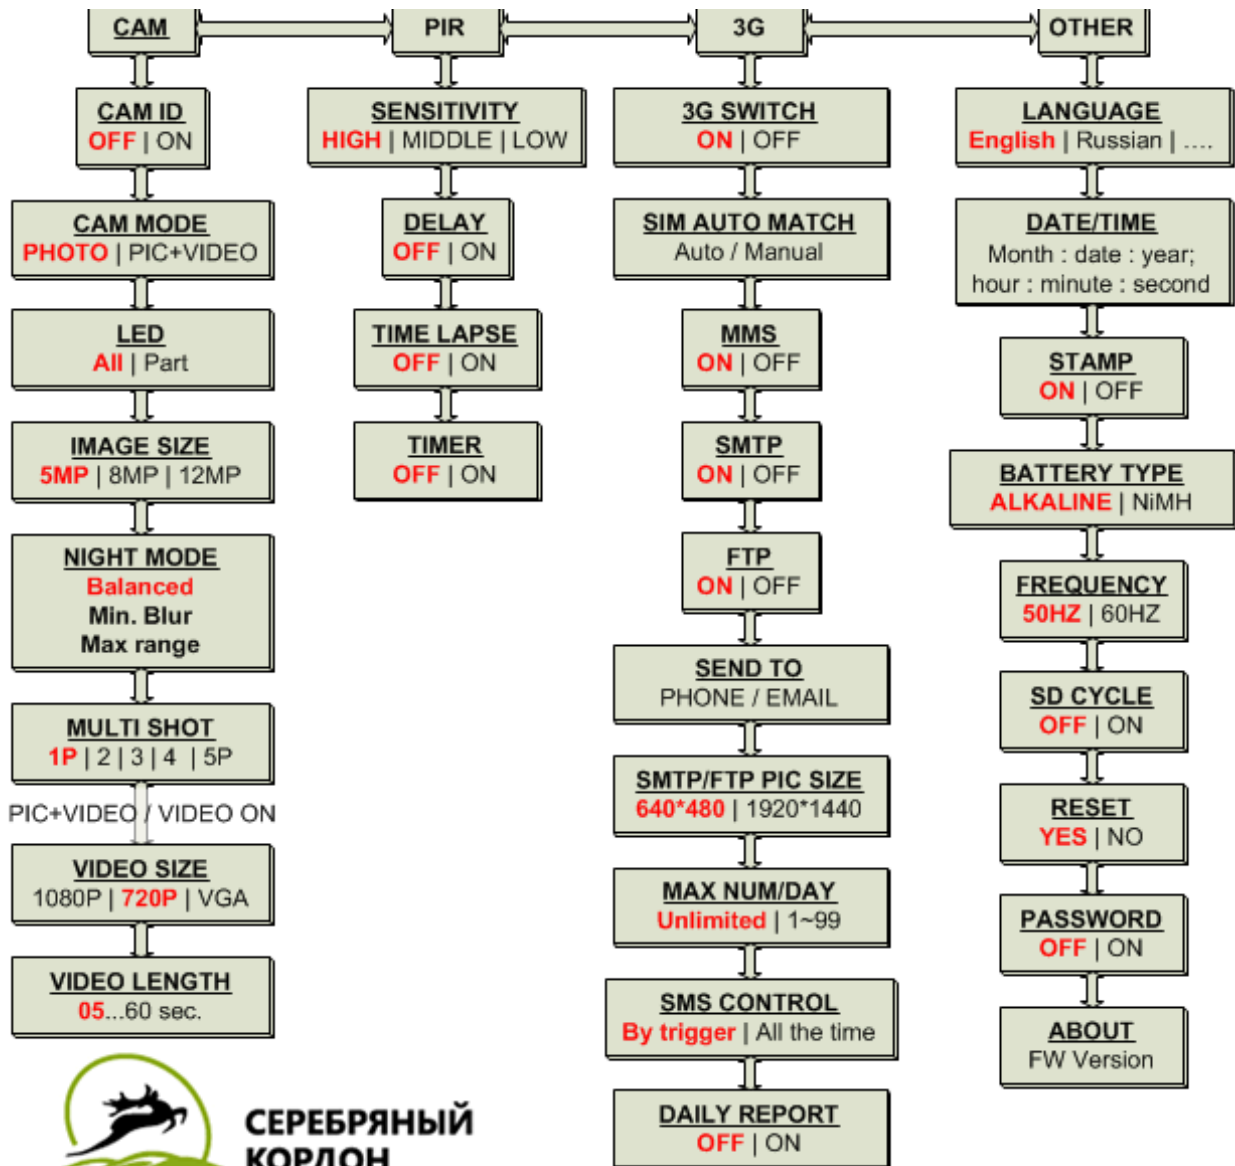 CAM
PIR
3G
OTHER
CAM ID
OFF | ON
CAM MODE
PHOTO | PIC+VIDEO
LED
All | Part
IMAGE SIZE
5MP | 8MP | 12MP
NIGHT MODE
Balanced
Min. Blur
Max range
MULTI SHOT
1P | 2 | 3 | 4 | 5P
PIC+VIDEO / VIDEO ON
VIDEO SIZE
1080P | 720P | VGA
VIDEO LENGTH
05...60 sec.
SENSITIVITY
HIGH | MIDDLE | LOW
DELAY
OFF | ON
TIME LAPSE
OFF | ON
TIMER
OFF | ON
3G SWITCH
ON | OFF
SIM AUTO MATCH
Auto / Manual
MMS
ON | OFF
SMTP
ON | OFF
FTP
ON | OFF
SEND TO
PHONE / EMAIL
SMTP/FTP PIC SIZE
640*480 | 1920*1440
MAX NUM/DAY
Unlimited | 1~99
SMS CONTROL
By trigger | All the time
DAILY REPORT
OFF | ON
LANGUAGE
English | Russian | ....
DATE/TIME
Month : date : year;
hour : minute : second
STAMP
ON | OFF
BATTERY TYPE
ALKALINE | NiMH
FREQUENCY
50HZ | 60HZ
SD CYCLE
OFF | ON
RESET
YES | NO
PASSWORD
OFF | ON
ABOUT
FW Version
СЕРЕБРЯНЫЙ
КОРДОН